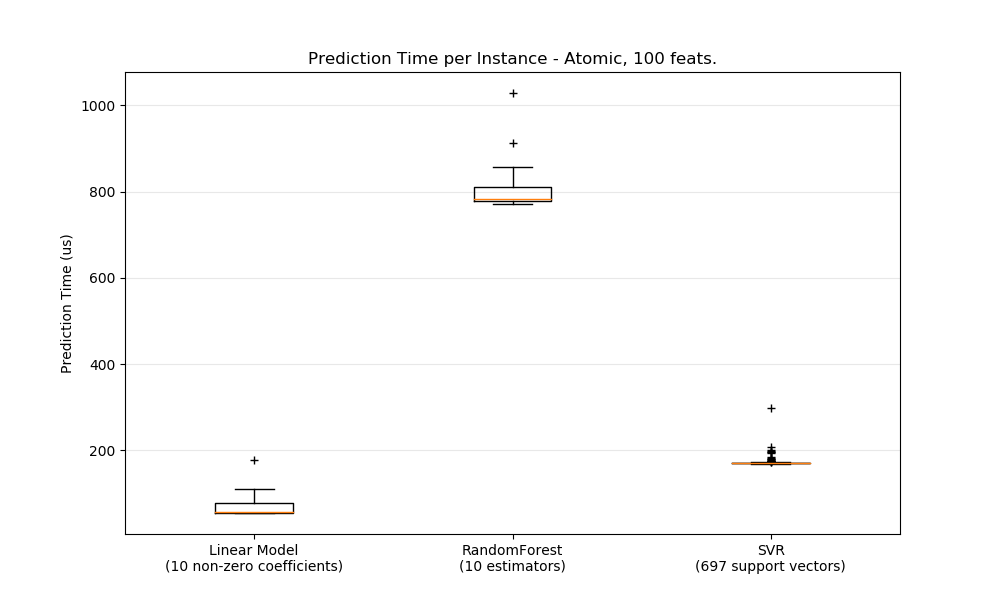 Prediction Time per Instance - Atomic, 100 feats.
Prediction Time (us)
1000
800
600
400
200
Linear Model
(10 non-zero coefficients)
RandomForest
(10 estimators)
SVR
(697 support vectors)